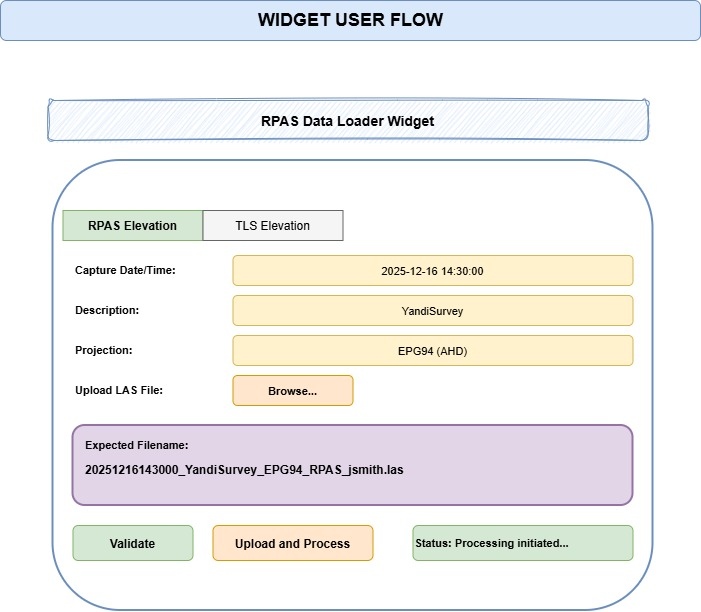 WIDGET USER FLOW
RPAS Data Loader Widget
RPAS Elevation TLS Elevation
Capture Date/Time: 2025-12-16 14:30:00
Description: YandiSurvey
Projection: EPG94 (AHD)
Upload LAS File: Browse...
Expected Filename:
20251216143000_YandiSurvey_EPG94_RPAS_jsmith.las
Validate Upload and Process Status: Processing initiated...